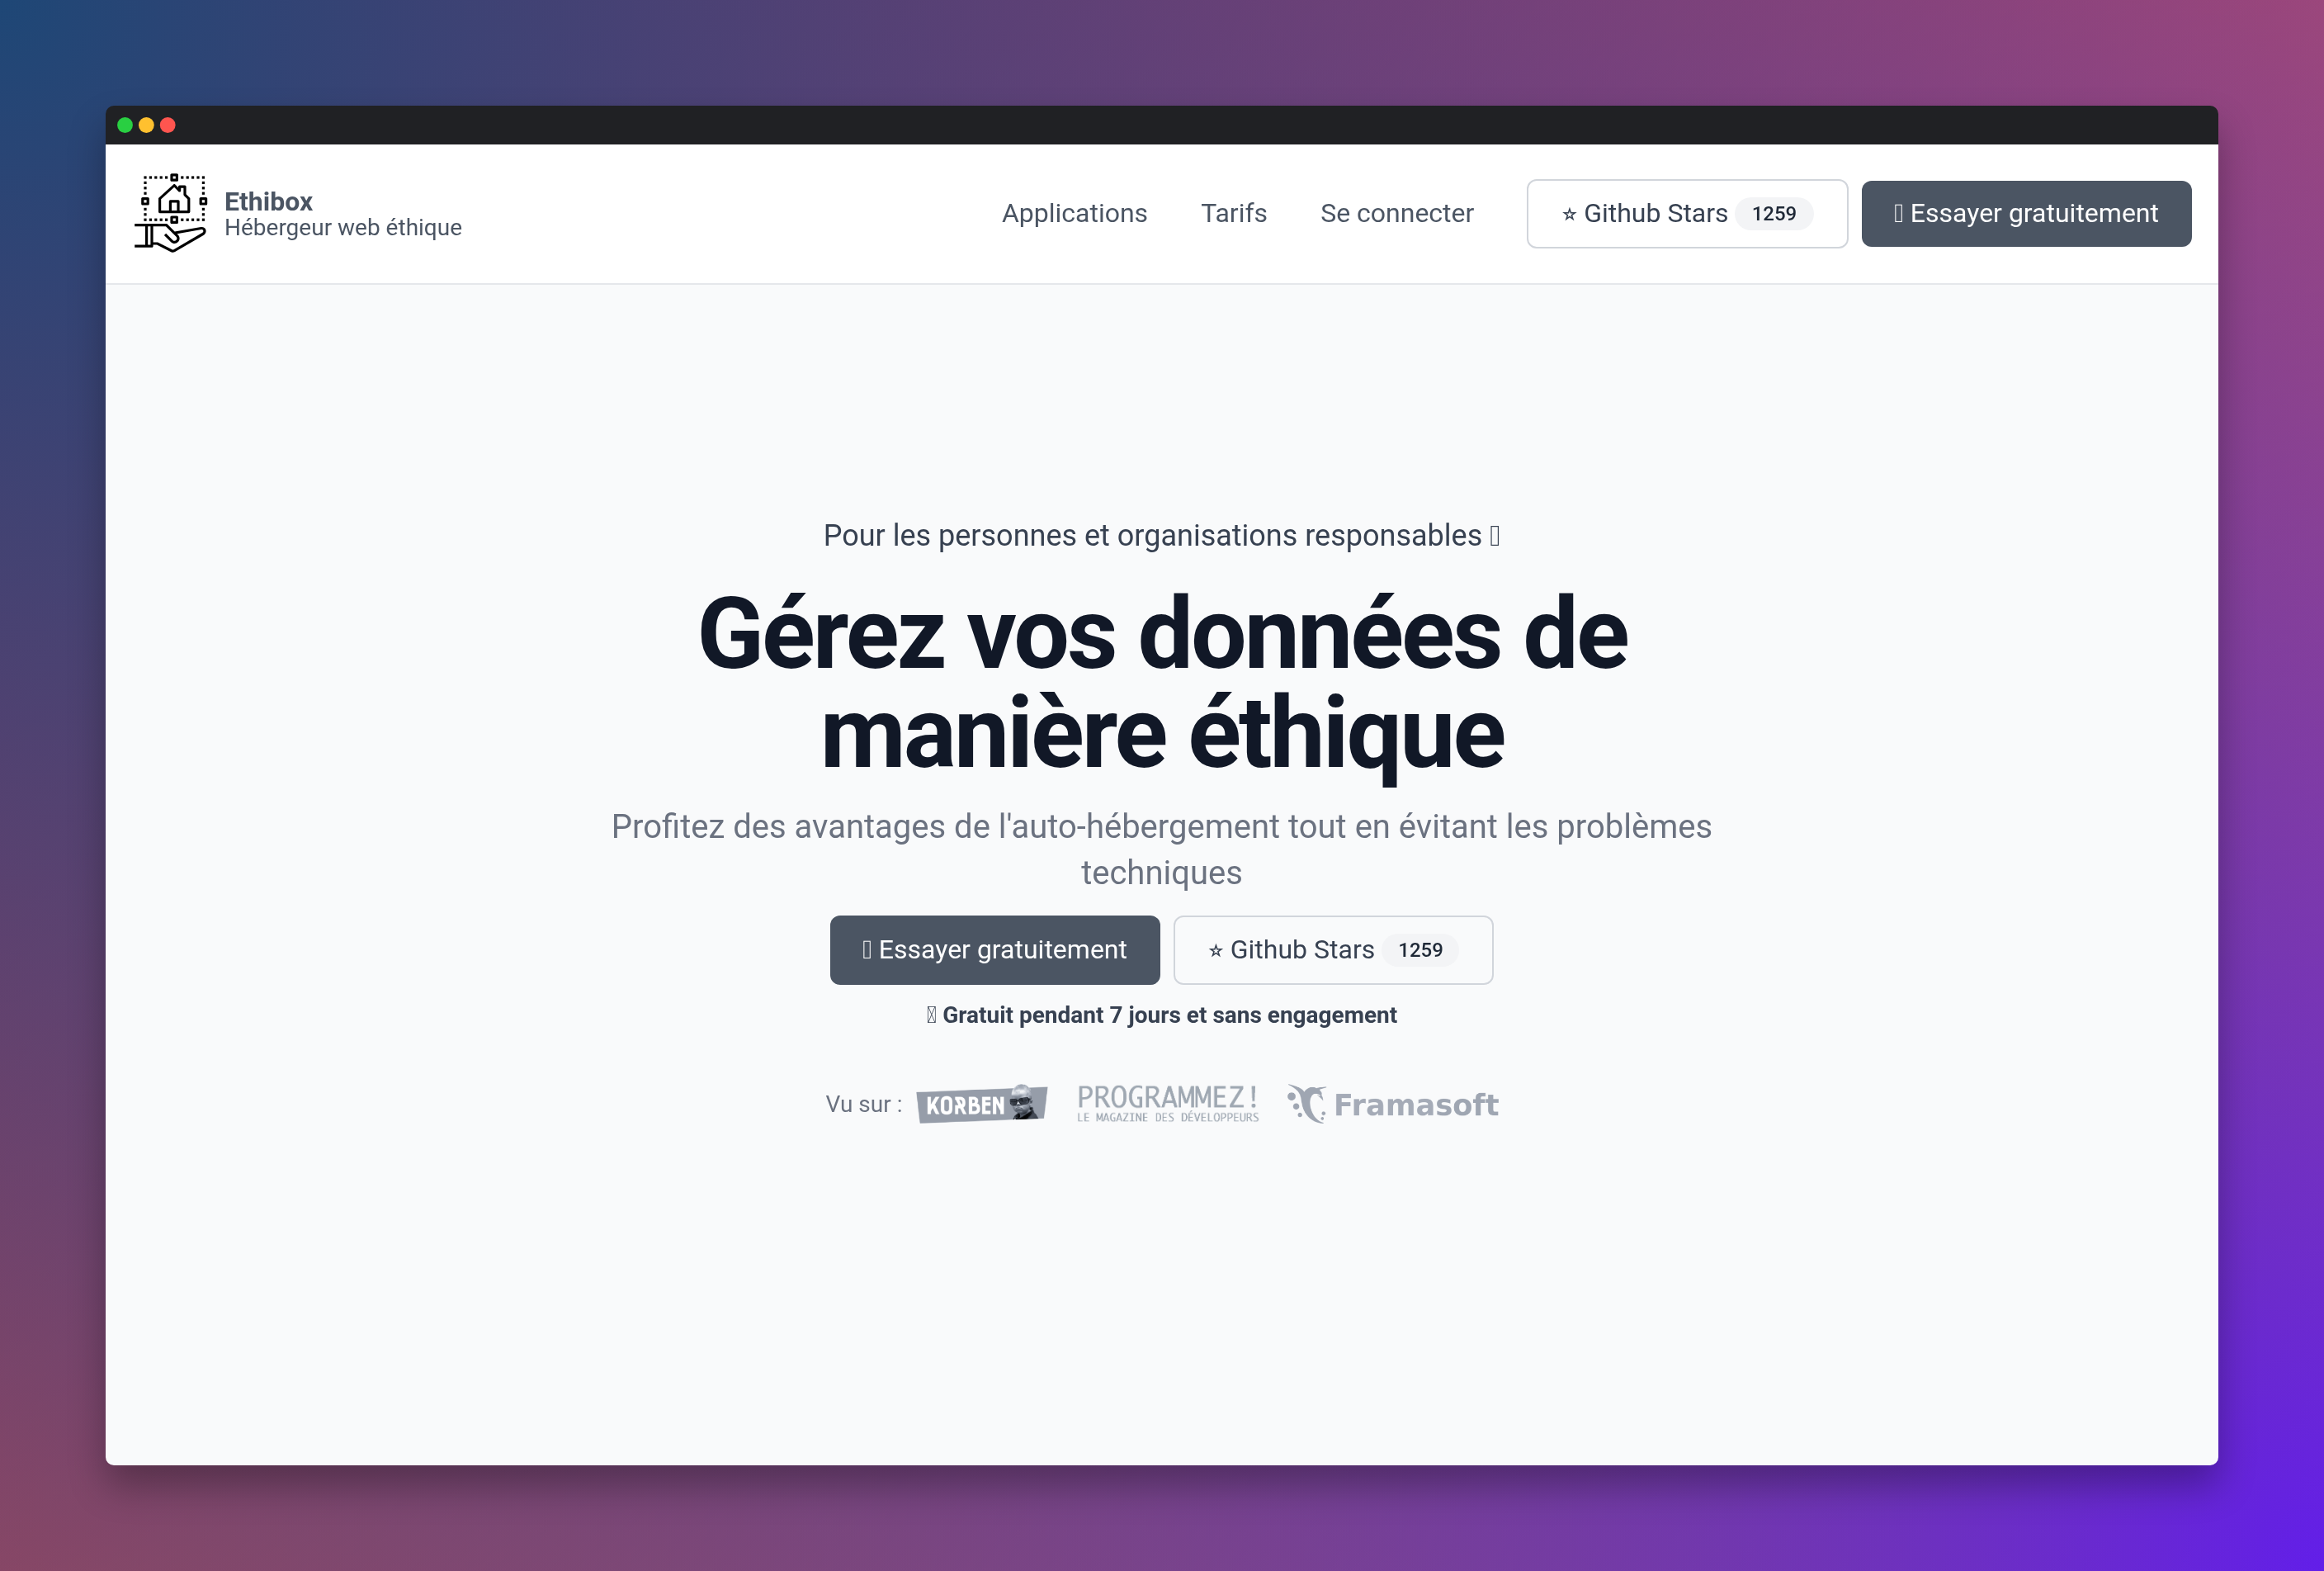 Ethibox
Hébergeur web éthique
Applications
Tarifs
Se connecter
☆ Github Stars 1259
Essayer gratuitement
Pour les personnes et organisations responsables
Gérez vos données de
manière éthique
Profitez des avantages de l'auto-hébergement tout en évitant les problèmes
techniques
Essayer gratuitement
☆ Github Stars 1259
Gratuit pendant 7 jours et sans engagement
Vu sur :
KORBEN
PROGRAMMEZ!
LE MAGAZINE DES DÉVELOPPEURS
Framasoft